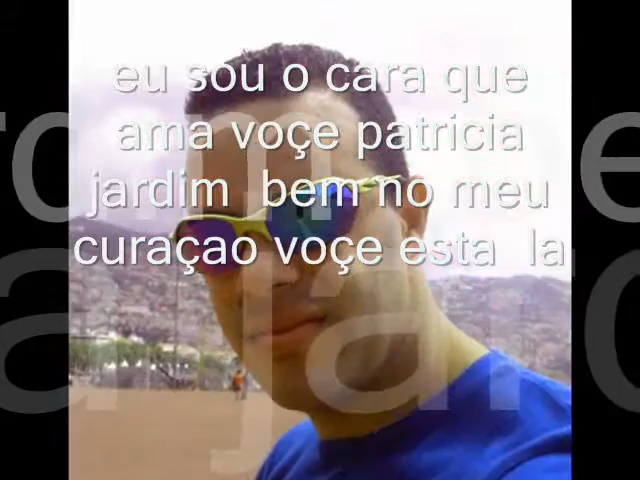 eu sou o cara que
ama voçe patricia
jardim  bem no meu
curaçao voçe esta  la